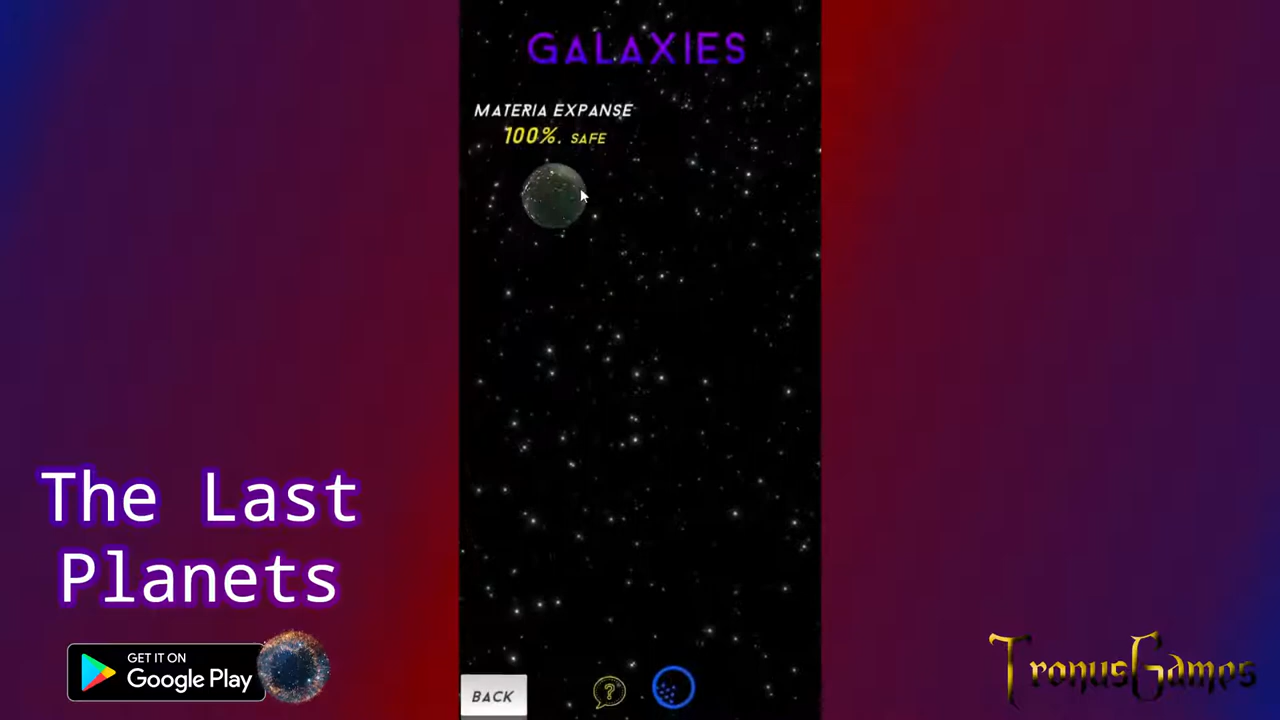 GALAXIES
MATERIA EXPANSE
100%. SAFE
The Last
Planets
GET IT ON
Google Play
BACK
?
TronusGames